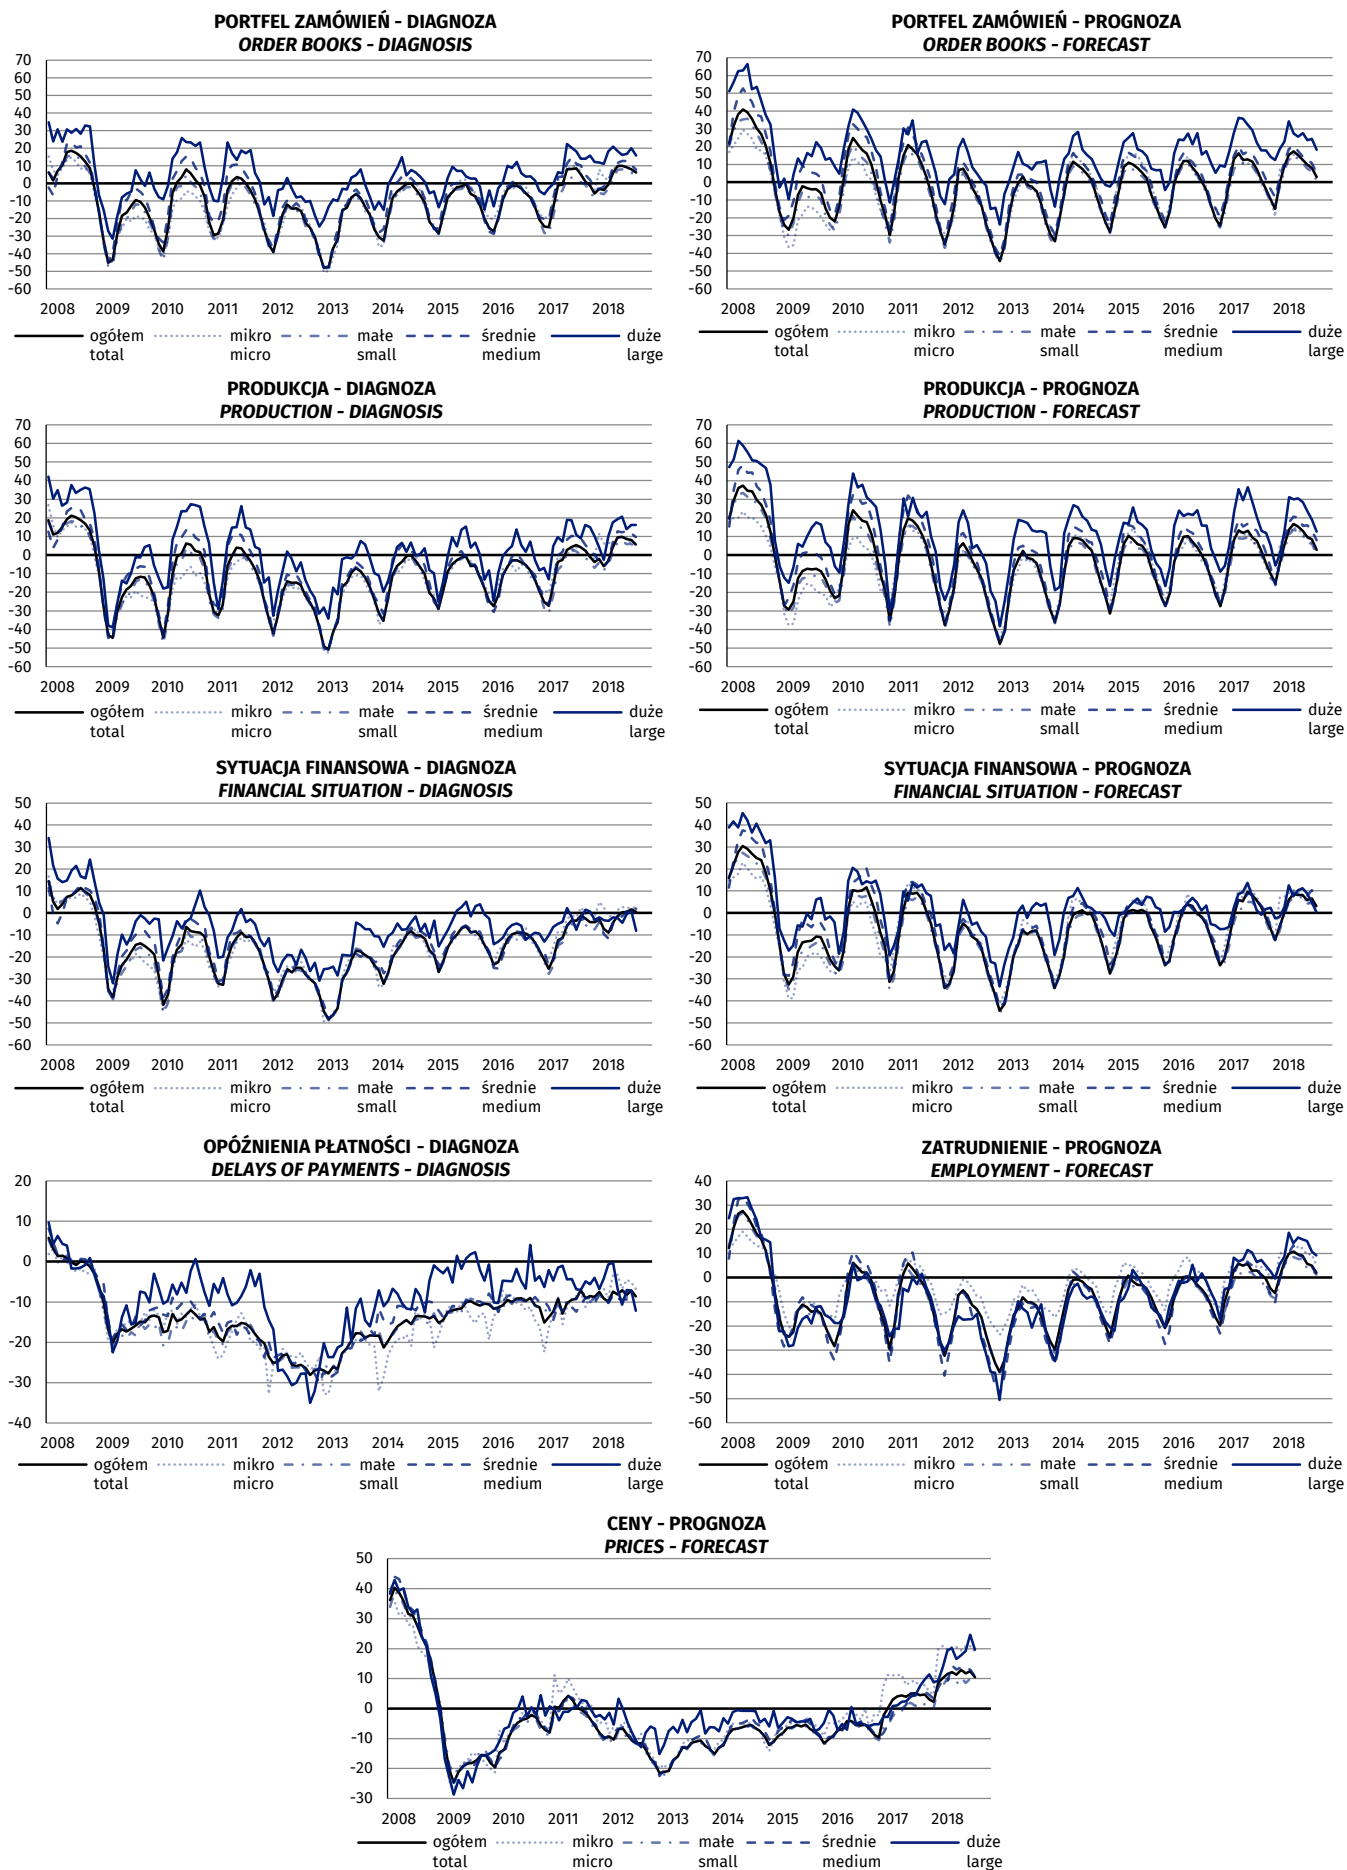 PORTFEL ZAMÓWIEŃ - DIAGNOZA
ORDER BOOKS - DIAGNOSIS
70
60
50
40
30
20
10
0
-10
-20
-30
-40
-50
-60
2008 2009 2010 2011 2012 2013 2014 2015 2016 2017 2018
ogółem mikro małe średnie duże
total micro small medium large
PORTFEL ZAMÓWIEŃ - PROGNOZA
ORDER BOOKS - FORECAST
70
60
50
40
30
20
10
0
-10
-20
-30
-40
-50
-60
2008 2009 2010 2011 2012 2013 2014 2015 2016 2017 2018
ogółem mikro małe średnie duże
total micro small medium large
PRODUKCJA - DIAGNOZA
PRODUCTION - DIAGNOSIS
70
60
50
40
30
20
10
0
-10
-20
-30
-40
-50
-60
2008 2009 2010 2011 2012 2013 2014 2015 2016 2017 2018
ogółem mikro małe średnie duże
total micro small medium large
PRODUKCJA - PROGNOZA
PRODUCTION - FORECAST
70
60
50
40
30
20
10
0
-10
-20
-30
-40
-50
-60
2008 2009 2010 2011 2012 2013 2014 2015 2016 2017 2018
ogółem mikro małe średnie duże
total micro small medium large
SYTUACJA FINANSOWA - DIAGNOZA
FINANCIAL SITUATION - DIAGNOSIS
50
40
30
20
10
0
-10
-20
-30
-40
-50
-60
2008 2009 2010 2011 2012 2013 2014 2015 2016 2017 2018
ogółem mikro małe średnie duże
total micro small medium large
SYTUACJA FINANSOWA - PROGNOZA
FINANCIAL SITUATION - FORECAST
50
40
30
20
10
0
-10
-20
-30
-40
-50
-60
2008 2009 2010 2011 2012 2013 2014 2015 2016 2017 2018
ogółem mikro małe średnie duże
total micro small medium large
OPÓŹNIENIA PŁATNOŚCI - DIAGNOZA
DELAYS OF PAYMENTS - DIAGNOSIS
20
10
0
-10
-20
-30
-40
2008 2009 2010 2011 2012 2013 2014 2015 2016 2017 2018
ogółem mikro małe średnie duże
total micro small medium large
ZATRUDNIENIE - PROGNOZA
EMPLOYMENT - FORECAST
40
30
20
10
0
-10
-20
-30
-40
-50
-60
2008 2009 2010 2011 2012 2013 2014 2015 2016 2017 2018
ogółem mikro małe średnie duże
total micro small medium large
CENY - PROGNOZA
PRICES - FORECAST
50
40
30
20
10
0
-10
-20
-30
2008 2009 2010 2011 2012 2013 2014 2015 2016 2017 2018
ogółem mikro małe średnie duże
total micro small medium large